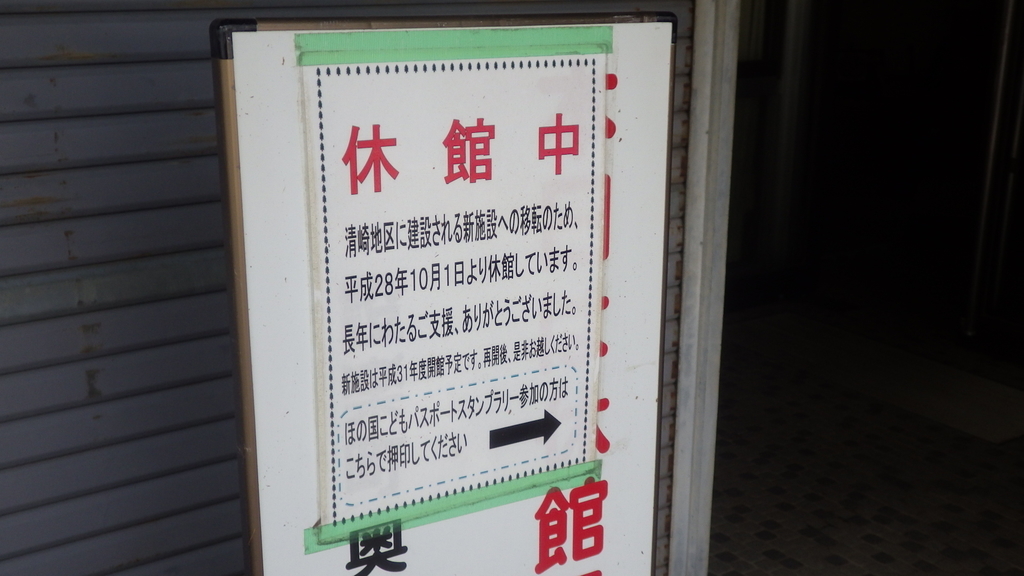 休館中
清崎地区に建設される新施設への移転のため、
平成28年10月1日より休館しています。
長年にわたるご支援、ありがとうございました。
新施設は平成31年度開館予定です。再開後、是非お越しください。
ほの国こどもパスポートスタンプラリー参加の方は
こちらで押印してください
奥
館